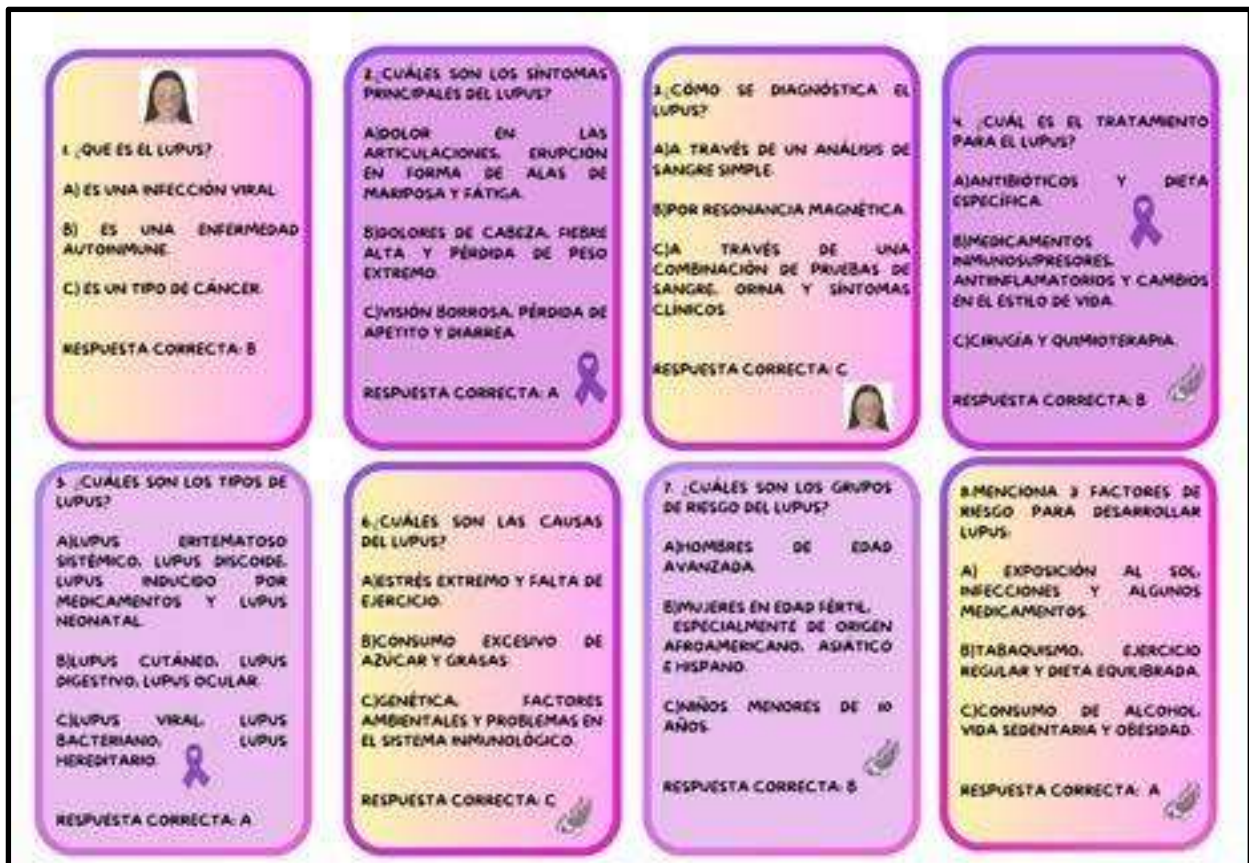 1. ¿QUE ES EL LUPUS?
A) ES UNA INFECCIÓN VIRAL
B) ES UNA ENFERMEDAD
AUTOINMUNE.
C) ES UN TIPO DE CÁNCER.
RESPUESTA CORRECTA: B
2.¿CUÁLES SON LOS SÍNTOMAS
PRINCIPALES DEL LUPUS?
A)DOLOR EN LAS
ARTICULACIONES, ERUPCIÓN
EN FORMA DE ALAS DE
MARIPOSA Y FÁTIGA.
B)DOLORES DE CABEZA, FIEBRE
ALTA Y PÉRDIDA DE PESO
EXTREMO.
C)VISIÓN BORROSA, PÉRDIDA DE
APETITO Y DIARREA
RESPUESTA CORRECTA: A
3.¿CÓMO SE DIAGNÓSTICA EL
LUPUS?
A)A TRAVÉS DE UN ANÁLISIS DE
SANGRE SIMPLE.
B)POR RESONANCIA MAGNÉTICA.
C)A TRAVÉS DE UNA
COMBINACIÓN DE PRUEBAS DE
SANGRE, ORINA Y SÍNTOMAS
CLÍNICOS.
RESPUESTA CORRECTA: C
4. ¿CUÁL ES EL TRATAMIENTO
PARA EL LUPUS?
A)ANTIBIÓTICOS Y DIETA
ESPECÍFICA.
B)MEDICAMENTOS
INMUNOSUPRESORES,
ANTIINFLAMATORIOS Y CAMBIOS
EN EL ESTILO DE VIDA.
C)CIRUGÍA Y QUIMIOTERAPIA.
RESPUESTA CORRECTA: B
5. ¿CUÁLES SON LOS TIPOS DE
LUPUS?
A)LUPUS ERITEMATOSO
SISTÉMICO, LUPUS DISCOIDE,
LUPUS INDUCIDO POR
MEDICAMENTOS Y LUPUS
NEONATAL.
B)LUPUS CUTÁNEO, LUPUS
DIGESTIVO, LUPUS OCULAR.
C)LUPUS VIRAL, LUPUS
BACTERIANO, LUPUS
HEREDITARIO.
RESPUESTA CORRECTA: A
6.¿CUÁLES SON LAS CAUSAS
DEL LUPUS?
A)ESTRÉS EXTREMO Y FALTA DE
EJERCICIO.
B)CONSUMO EXCESIVO DE
AZÚCAR Y GRASAS
C)GENÉTICA, FACTORES
AMBIENTALES Y PROBLEMAS EN
EL SISTEMA INMUNOLÓGICO.
RESPUESTA CORRECTA: C
7. ¿CUÁLES SON LOS GRUPOS
DE RIESGO DEL LUPUS?
A)HOMBRES DE EDAD
AVANZADA.
B)MUJERES EN EDAD FÉRTIL,
ESPECIALMENTE DE ORIGEN
AFROAMERICANO, ASIÁTICO
E HISPANO.
C)NIÑOS MENORES DE 10
AÑOS.
RESPUESTA CORRECTA: B
8.MENCIONA 3 FACTORES DE
RIESGO PARA DESARROLLAR
LUPUS:
A) EXPOSICIÓN AL SOL,
INFECCIONES Y ALGUNOS
MEDICAMENTOS.
B)TABAQUISMO, EJERCICIO
REGULAR Y DIETA EQUILIBRADA.
C)CONSUMO DE ALCOHOL,
VIDA SEDENTARIA Y OBESIDAD.
RESPUESTA CORRECTA: A